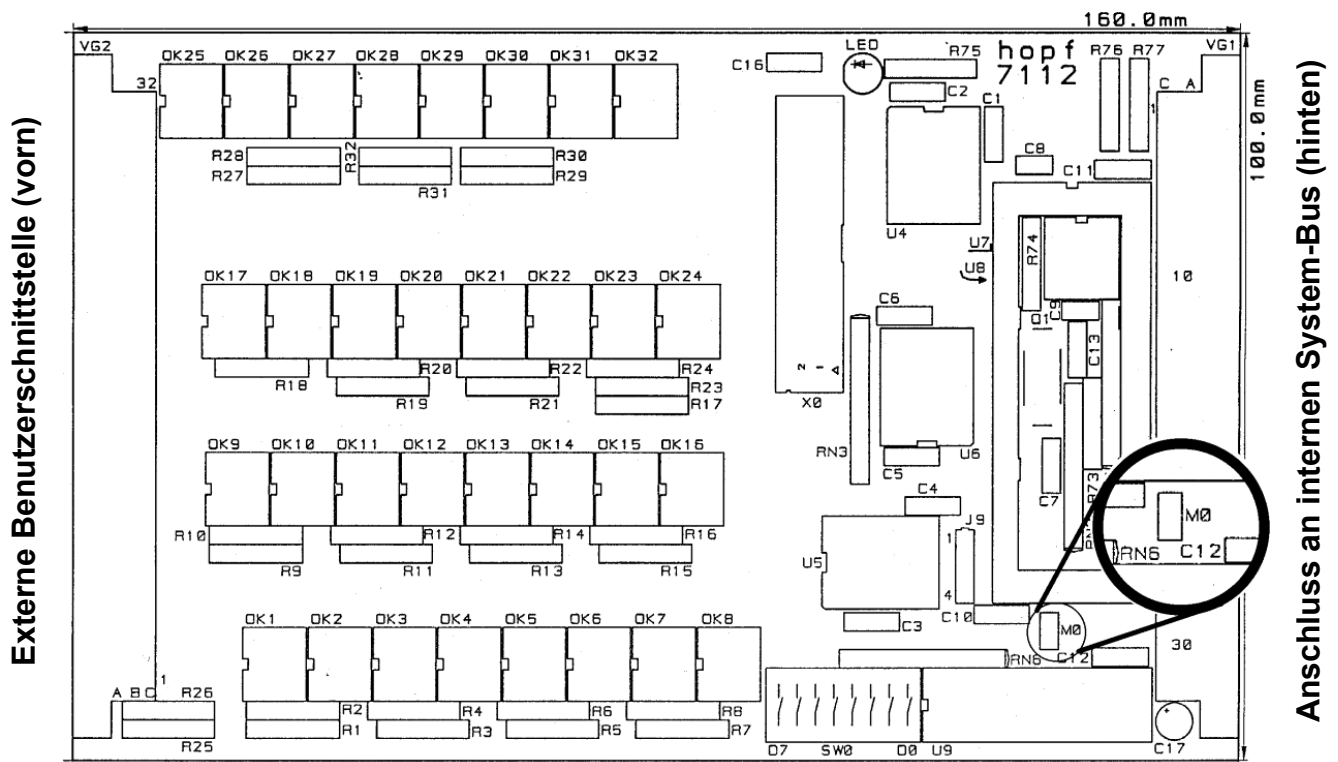 160.0mm
VG2
OK25 OK26 OK27 OK28 OK29 OK30 OK31 OK32
LED
R75
hopf
7112
R76 R77
VG1
C16
32
C2
C1
C A
1
100.0mm
R28
R32
R30
R27
R31
R29
C8
C11
U4
U7
R74
U8
10
OK17 OK18 OK19 OK20 OK21 OK22 OK23 OK24
C6
C9
Q1
C13
R18
R20
R22
R24
R19
R21
R23
R17
2 1
X0
OK9 OK10 OK11 OK12 OK13 OK14 OK15 OK16
RN3
U6
C5
C7
R73
R10
R12
R14
R16
R9
R11
R13
R15
C4
J9
1
U5
4
M0
RN6 C12
OK1 OK2 OK3 OK4 OK5 OK6 OK7 OK8
C3
C10
M0
30
RN6
C12
A B C 1
R26
R25
R2
R4
R6
R8
R1
R3
R5
R7
D7 SW0 D0 U9
C17
Externe Benutzerschnittstelle (vorn)
Anschluss an internen System-Bus (hinten)